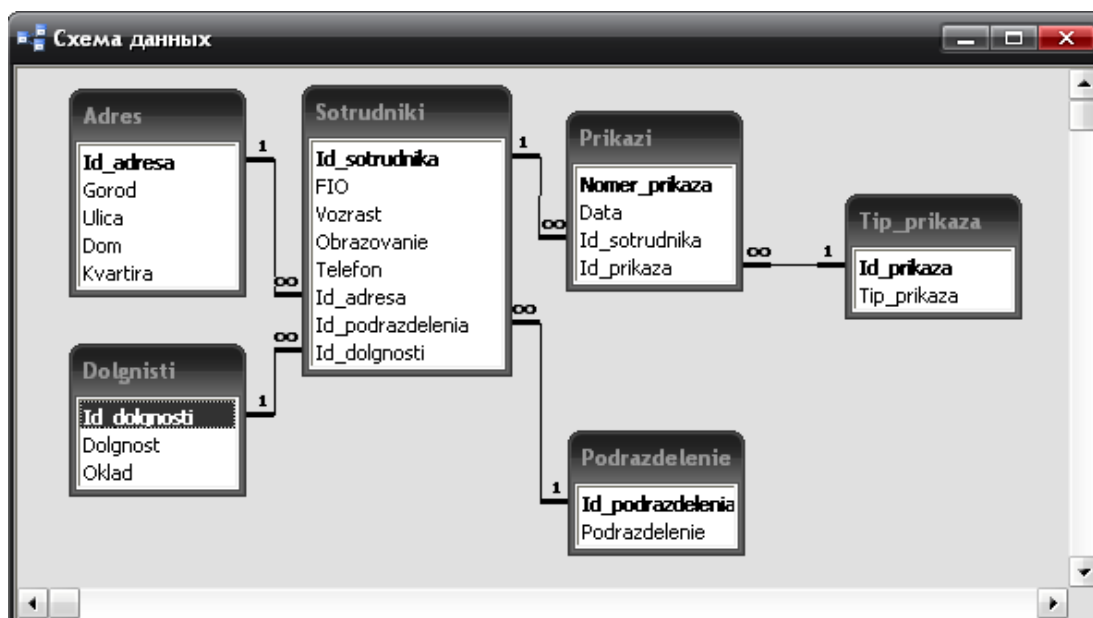 Схема данных
Adres
Id_adresa
Gorod
Ulica
Dom
Kvartira
Sotrudniki
Id_sotrudnika
FIO
Vozrast
Obrazovanie
Telefon
Id_adresa
Id_podrazdelenia
Id_dolgnosti
Prikazi
Nomer_prikaza
Data
Id_sotrudnika
Id_prikaza
Tip_prikaza
Id_prikaza
Tip_prikaza
Dolgnisti
Id_dolgnosti
Dolgnost
Oklad
Podrazdelenie
Id_podrazdelenia
Podrazdelenie
1
∞
1
∞
1
∞
∞
1
∞
1